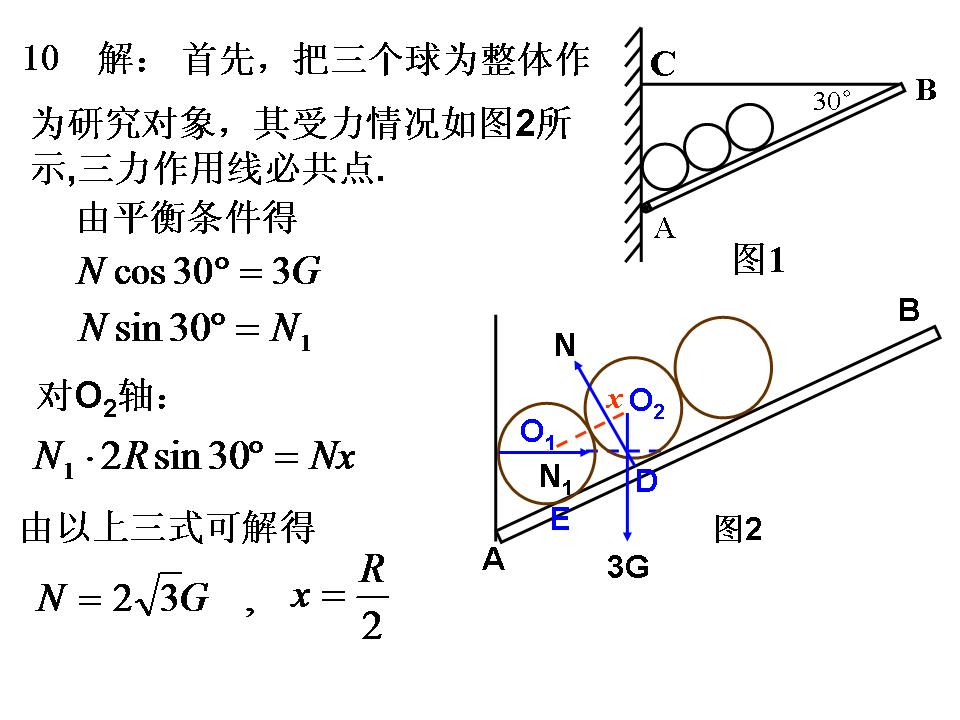 10 解： 首先，把三个球为整体作
为研究对象，其受力情况如图2所
示,三力作用线必共点.
由平衡条件得
N cos 30° = 3G
N sin 30° = N₁
对O₂轴：
N₁ · 2R sin 30° = Nx
由以上三式可解得
N = 2√3G , x = R/2
C
B
30°
A
图1
B
N
x O₂
O₁
N₁
D
E
A
3G
图2